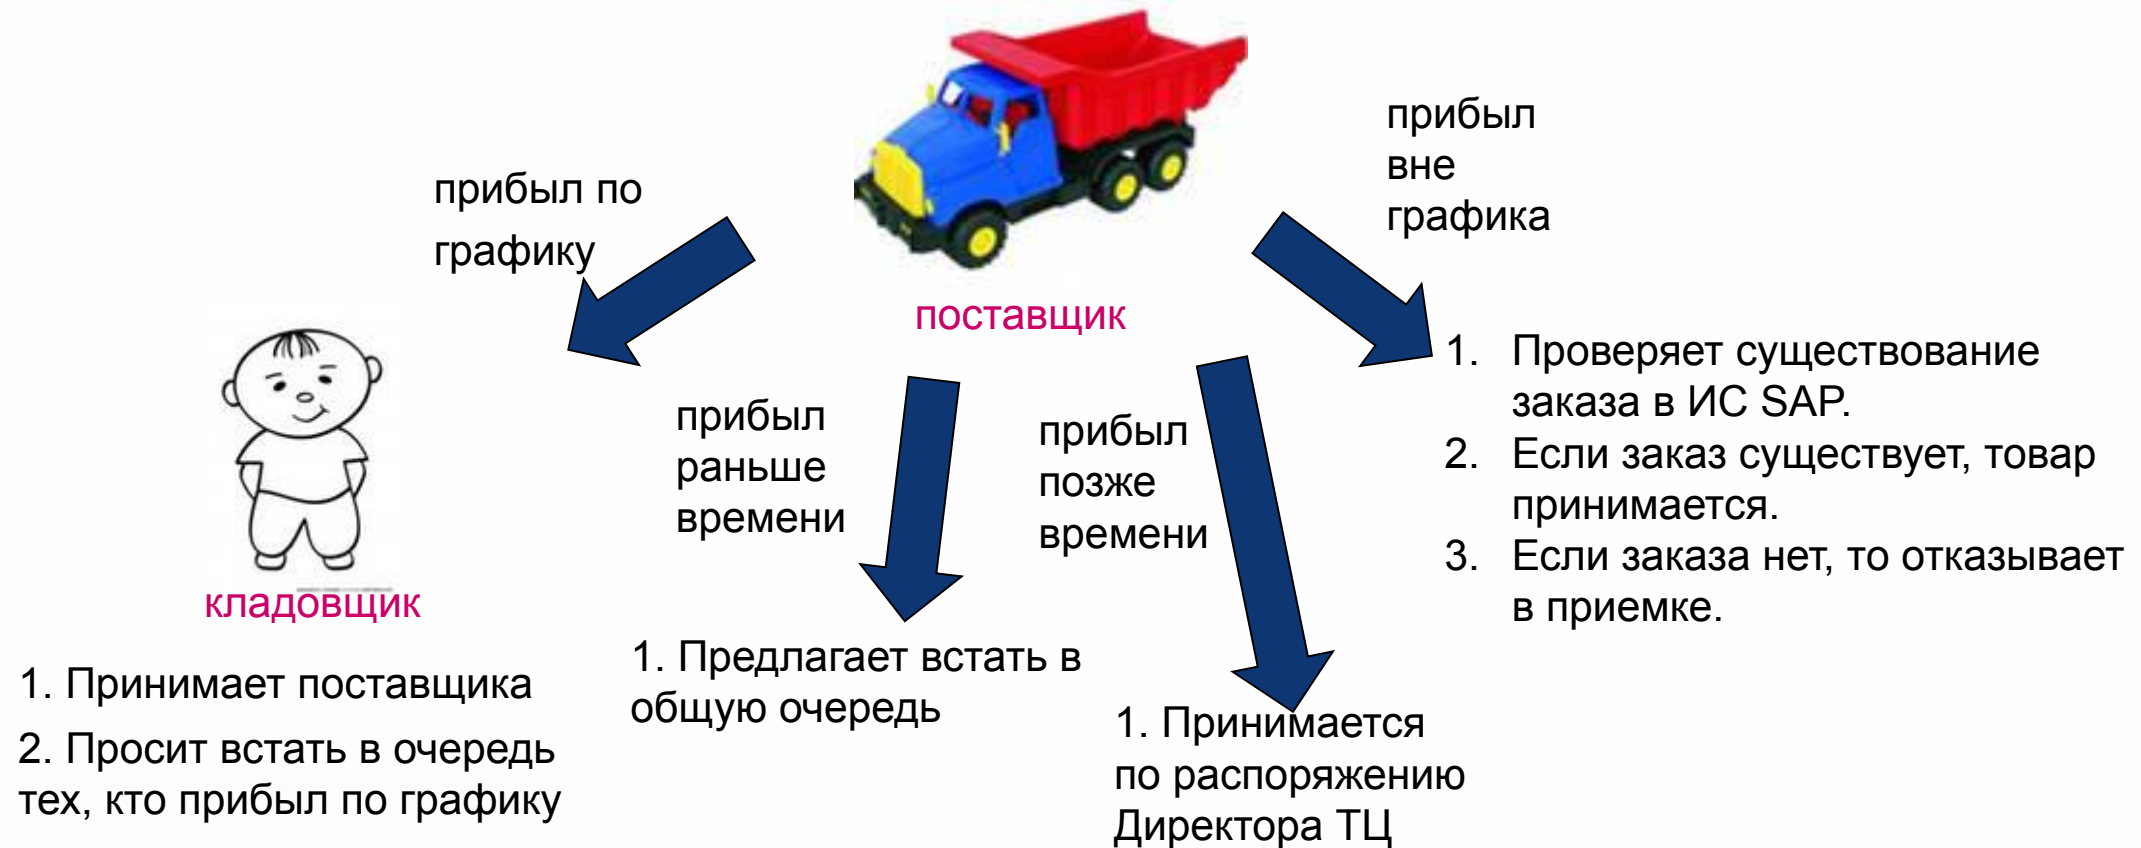 прибыл по
графику
прибыл
вне
графика
поставщик
кладовщик
1. Принимает поставщика
2. Просит встать в очередь
тех, кто прибыл по графику
прибыл
раньше
времени
1. Предлагает встать в
общую очередь
прибыл
позже
времени
1. Принимается
по распоряжению
Директора ТЦ
1. Проверяет существование
заказа в ИС SAP.
2. Если заказ существует, товар
принимается.
3. Если заказа нет, то отказывает
в приемке.